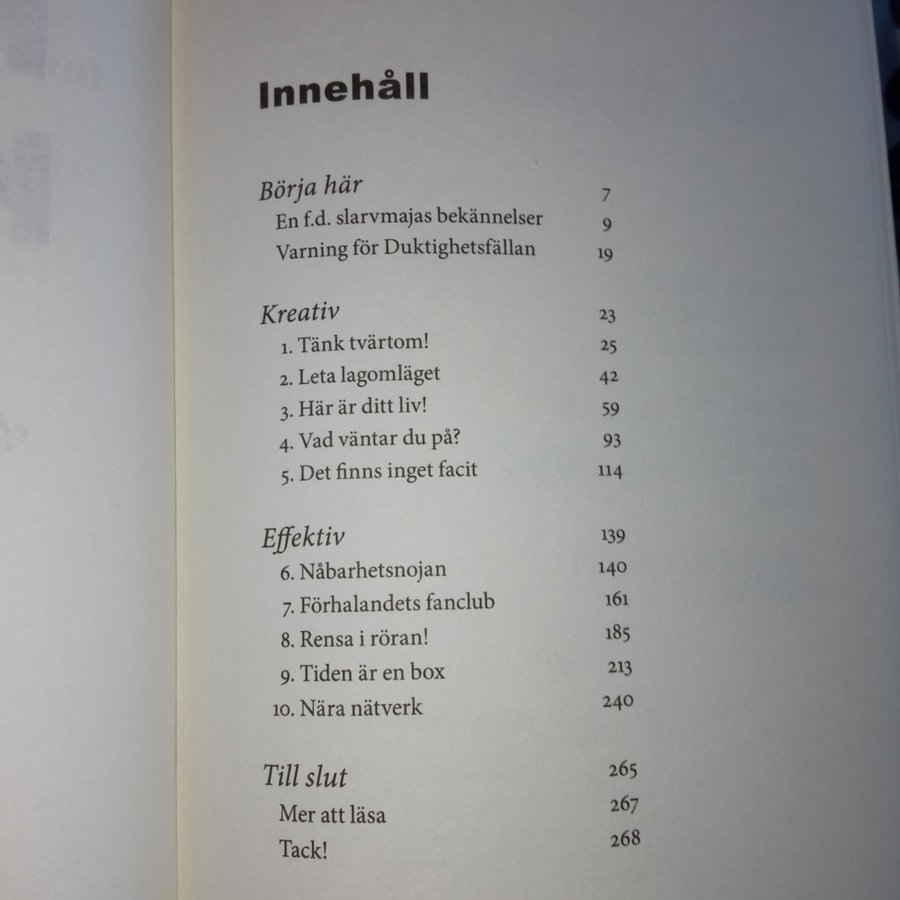 Innehåll
Börja här 7
En f.d. slarvmajas bekännelser 9
Varning för Duktighetsfällan 19
Kreativ 23
1. Tänk tvärtom! 25
2. Leta lagomläget 42
3. Här är ditt liv! 59
4. Vad väntar du på? 93
5. Det finns inget facit 114
Effektiv 139
6. Nåbarhetsnojan 140
7. Förhalandets fanclub 161
8. Rensa i röran! 185
9. Tiden är en box 213
10. Nära nätverk 240
Till slut 265
Mer att läsa 267
Tack! 268